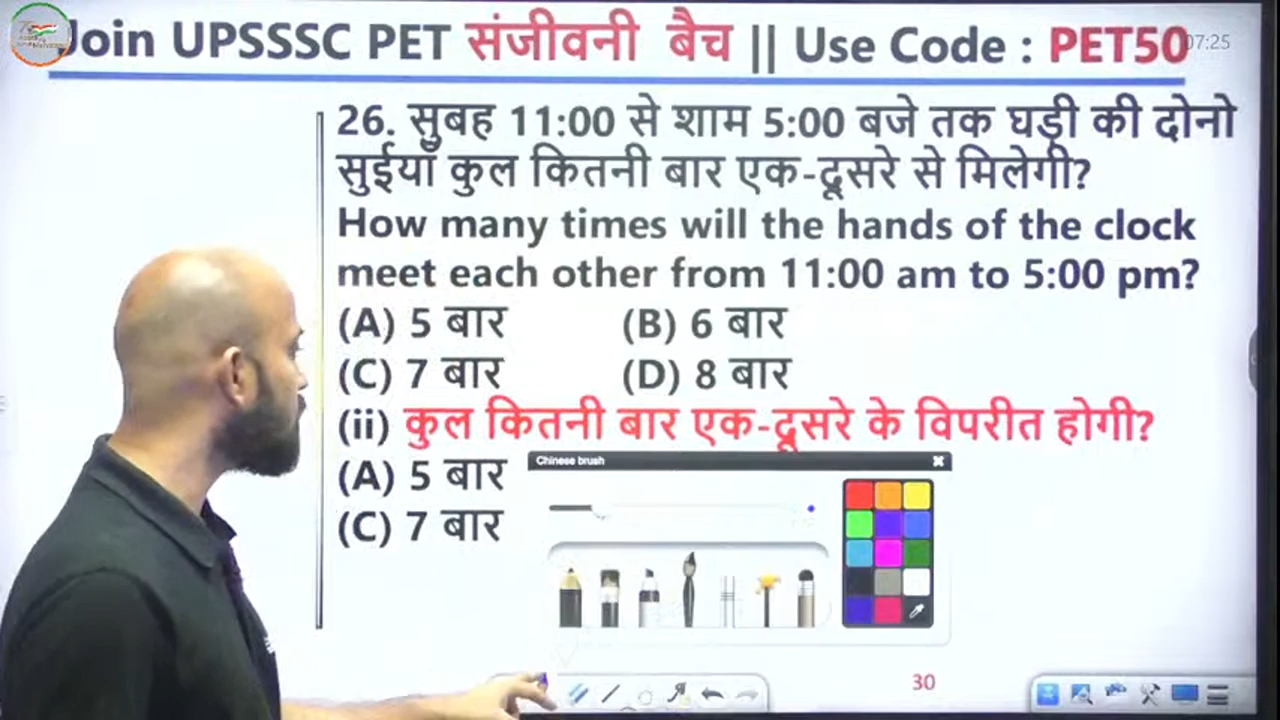 Join UPSSSC PET संजीवनी बैच || Use Code : PET50
07:25
26. सुबह 11:00 से शाम 5:00 बजे तक घड़ी की दोनो
सुईयाँ कुल कितनी बार एक-दूसरे से मिलेगी?
How many times will the hands of the clock
meet each other from 11:00 am to 5:00 pm?
(A) 5 बार (B) 6 बार
(C) 7 बार (D) 8 बार
(ii) कुल कितनी बार एक-दूसरे के विपरीत होगी?
(A) 5 बार
Chinese brush
(C) 7 बार
30